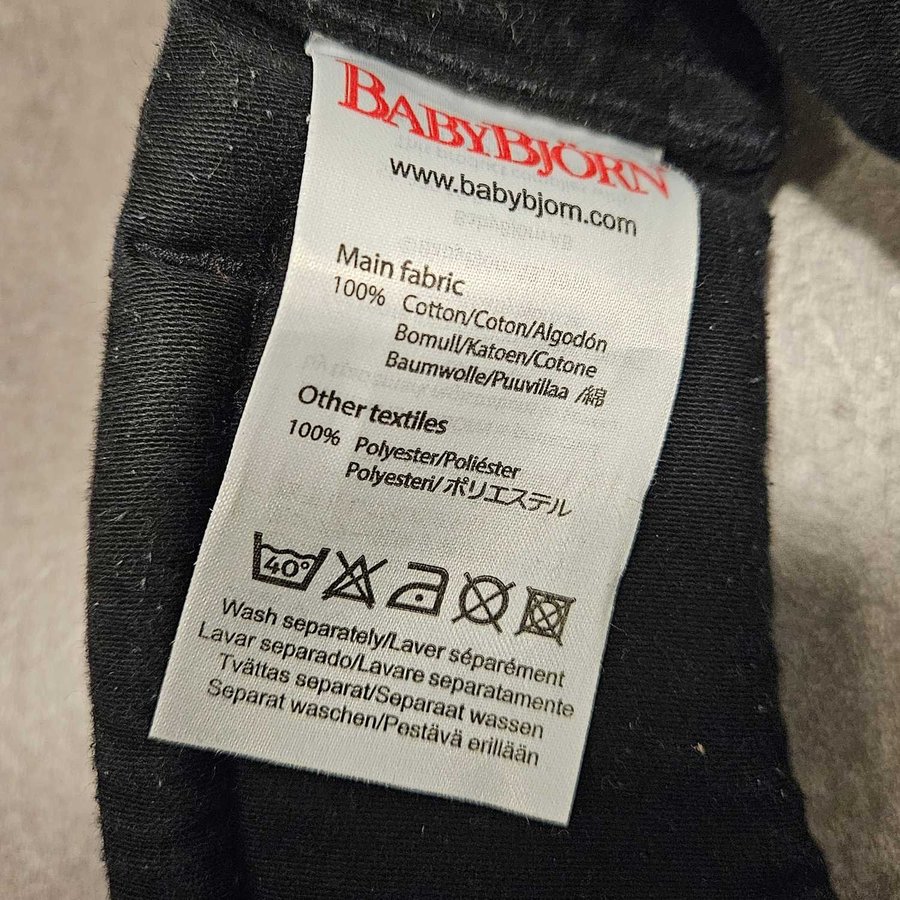 BABYBJÖRN
www.babybjorn.com
Main fabric
100% Cotton/Coton/Algodón
Bomull/Katoen/Cotone
Baumwolle/Puuvillaa /綿
Other textiles
100% Polyester/Poliéster
Polyesteri/ポリエステル
40°
Wash separately/Laver séparément
Lavar separado/Lavare separatamente
Tvättas separat/Separaat wassen
Separat waschen/Pestävä erillään